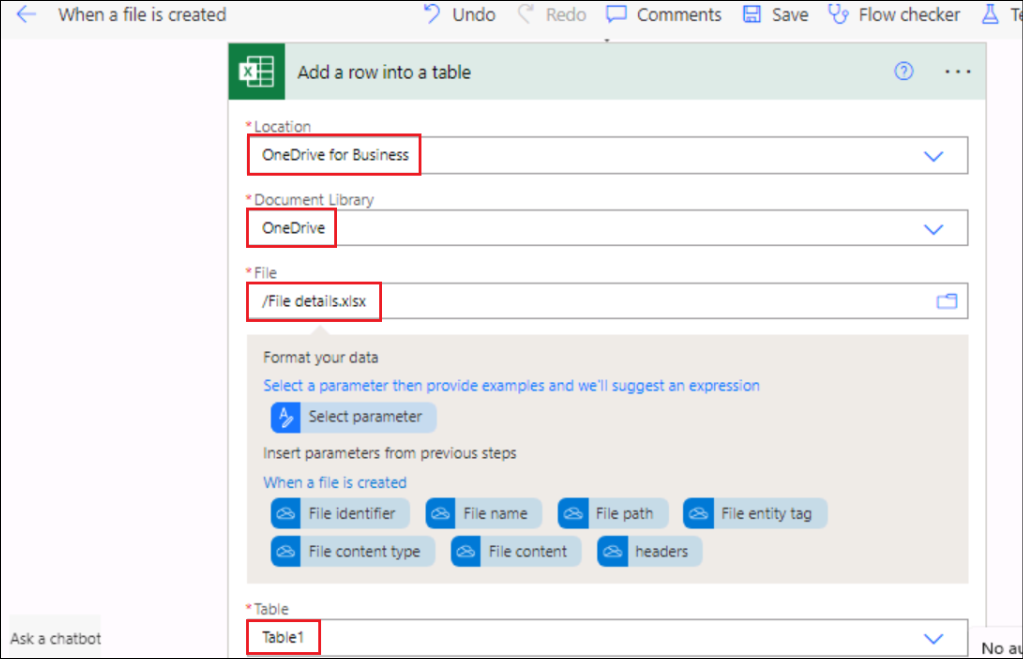 When a file is created
Undo
Redo
Comments
Save
Flow checker
Add a row into a table
*Location
OneDrive for Business
*Document Library
OneDrive
*File
/File details.xlsx
Format your data
Select a parameter then provide examples and we'll suggest an expression
Select parameter
Insert parameters from previous steps
When a file is created
File identifier
File name
File path
File entity tag
File content type
File content
headers
*Table
Table1
Ask a chatbot
No